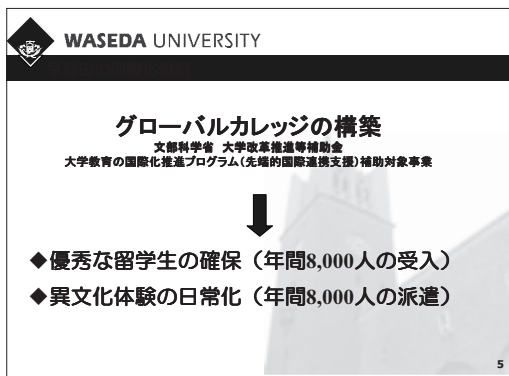 WASEDA UNIVERSITY
グローバルカレッジの構築
文部科学省 大学改革推進等補助金
大学教育の国際化推進プログラム(先端的国際連携支援)補助対象事業
◆優秀な留学生の確保(年間8,000人の受入)
◆異文化体験の日常化(年間8,000人の派遣)
5